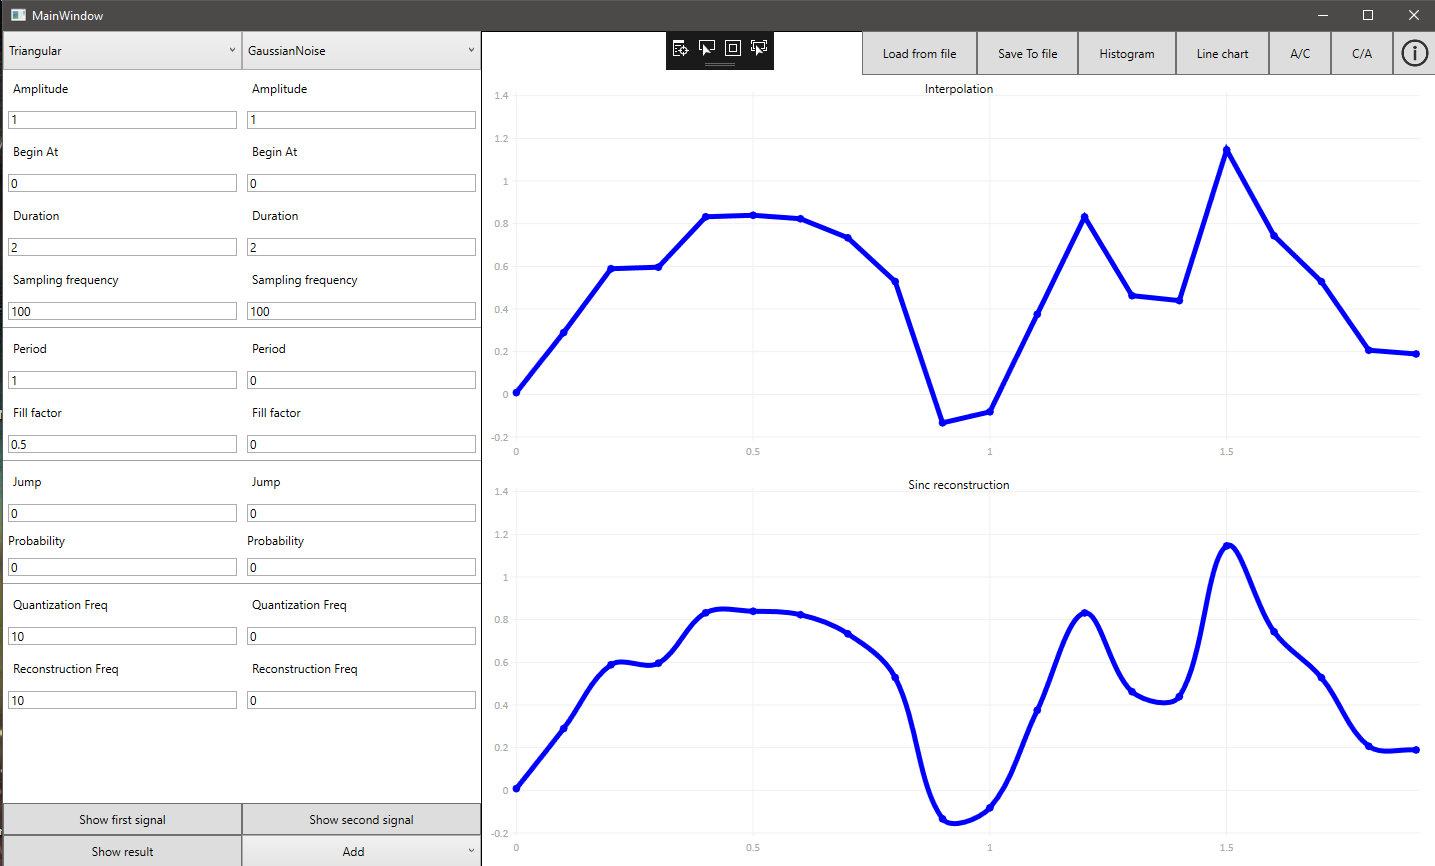 MainWindow
Triangular GaussianNoise
Load from file Save To file Histogram Line chart A/C C/A
Amplitude Amplitude
1 1
Begin At Begin At
0 0
Duration Duration
2 2
Sampling frequency Sampling frequency
100 100
Period Period
1 0
Fill factor Fill factor
0.5 0
Jump Jump
0 0
Probability Probability
0 0
Quantization Freq Quantization Freq
10 0
Reconstruction Freq Reconstruction Freq
10 0
Show first signal Show second signal
Show result Add
Interpolation
1.4
1.2
1
0.8
0.6
0.4
0.2
0
-0.2
0 0.5 1 1.5
Sinc reconstruction
1.4
1.2
1
0.8
0.6
0.4
0.2
0
-0.2
0 0.5 1 1.5